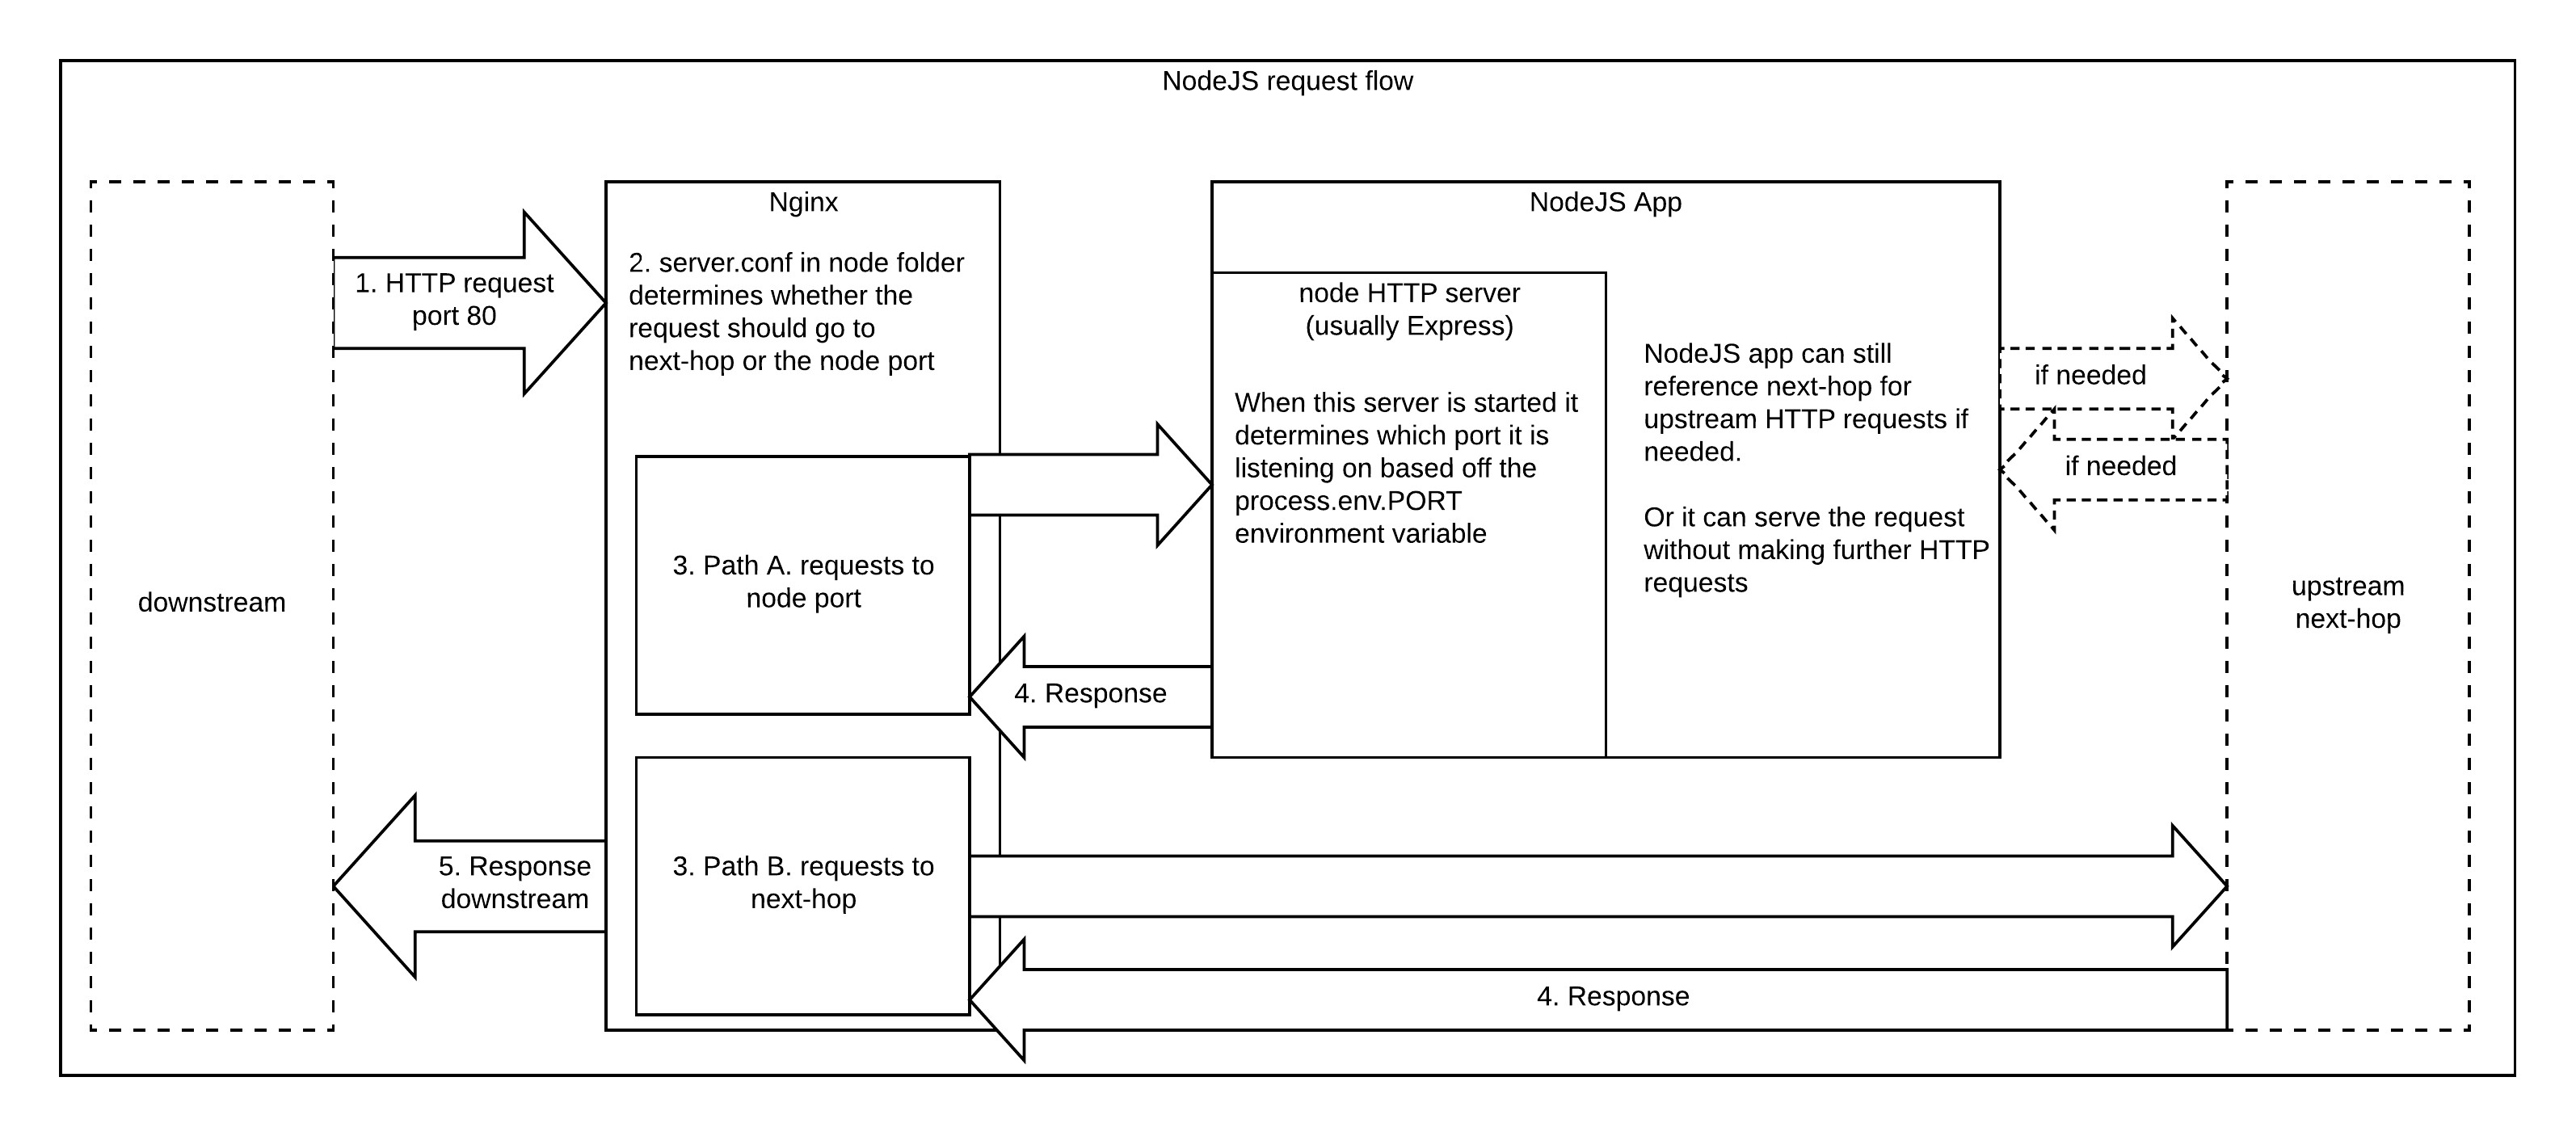 NodeJS request flow
downstream
1. HTTP request
port 80
Nginx
2. server.conf in node folder
determines whether the
request should go to
next-hop or the node port
3. Path A. requests to
node port
NodeJS App
node HTTP server
(usually Express)
When this server is started it
determines which port it is
listening on based off the
process.env.PORT
environment variable
NodeJS app can still
reference next-hop for
upstream HTTP requests if
needed.
Or it can serve the request
without making further HTTP
requests
if needed
if needed
upstream
next-hop
4. Response
3. Path B. requests to
next-hop
4. Response
5. Response
downstream